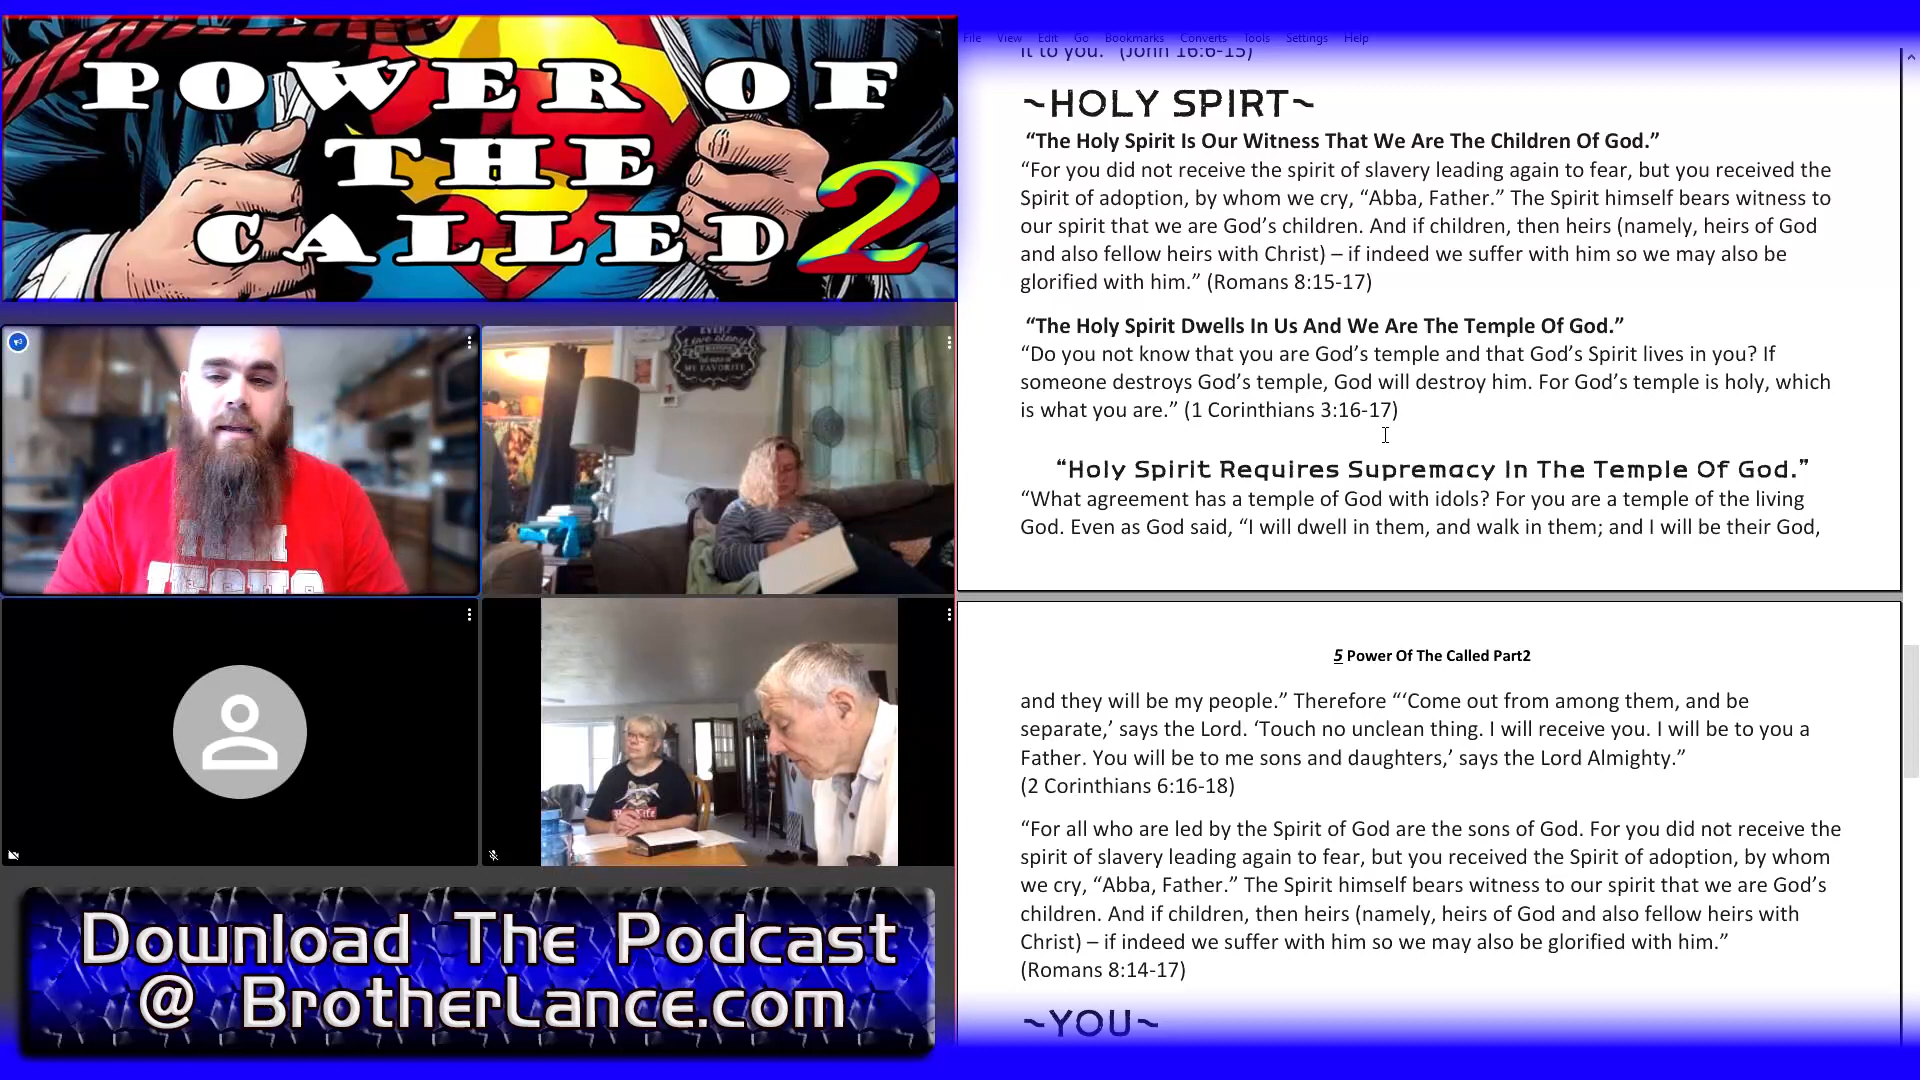 POWER OF
THE
CALLED 2
EVERY
Love story
MY FAVORITE
TEAM
JESUS
Download The Podcast
@ BrotherLance.com
File View Edit Go Bookmarks Converts Tools Settings Help
it to you.” (John 16:6-15)
~HOLY SPIRT~
“The Holy Spirit Is Our Witness That We Are The Children Of God.”
“For you did not receive the spirit of slavery leading again to fear, but you received the
Spirit of adoption, by whom we cry, “Abba, Father.” The Spirit himself bears witness to
our spirit that we are God’s children. And if children, then heirs (namely, heirs of God
and also fellow heirs with Christ) – if indeed we suffer with him so we may also be
glorified with him.” (Romans 8:15-17)
“The Holy Spirit Dwells In Us And We Are The Temple Of God.”
“Do you not know that you are God’s temple and that God’s Spirit lives in you? If
someone destroys God’s temple, God will destroy him. For God’s temple is holy, which
is what you are.” (1 Corinthians 3:16-17)
“Holy Spirit Requires Supremacy In The Temple Of God.”
“What agreement has a temple of God with idols? For you are a temple of the living
God. Even as God said, “I will dwell in them, and walk in them; and I will be their God,
5 Power Of The Called Part2
and they will be my people.” Therefore “‘Come out from among them, and be
separate,’ says the Lord. ‘Touch no unclean thing. I will receive you. I will be to you a
Father. You will be to me sons and daughters,’ says the Lord Almighty.”
(2 Corinthians 6:16-18)
“For all who are led by the Spirit of God are the sons of God. For you did not receive the
spirit of slavery leading again to fear, but you received the Spirit of adoption, by whom
we cry, “Abba, Father.” The Spirit himself bears witness to our spirit that we are God’s
children. And if children, then heirs (namely, heirs of God and also fellow heirs with
Christ) – if indeed we suffer with him so we may also be glorified with him.”
(Romans 8:14-17)
~YOU~